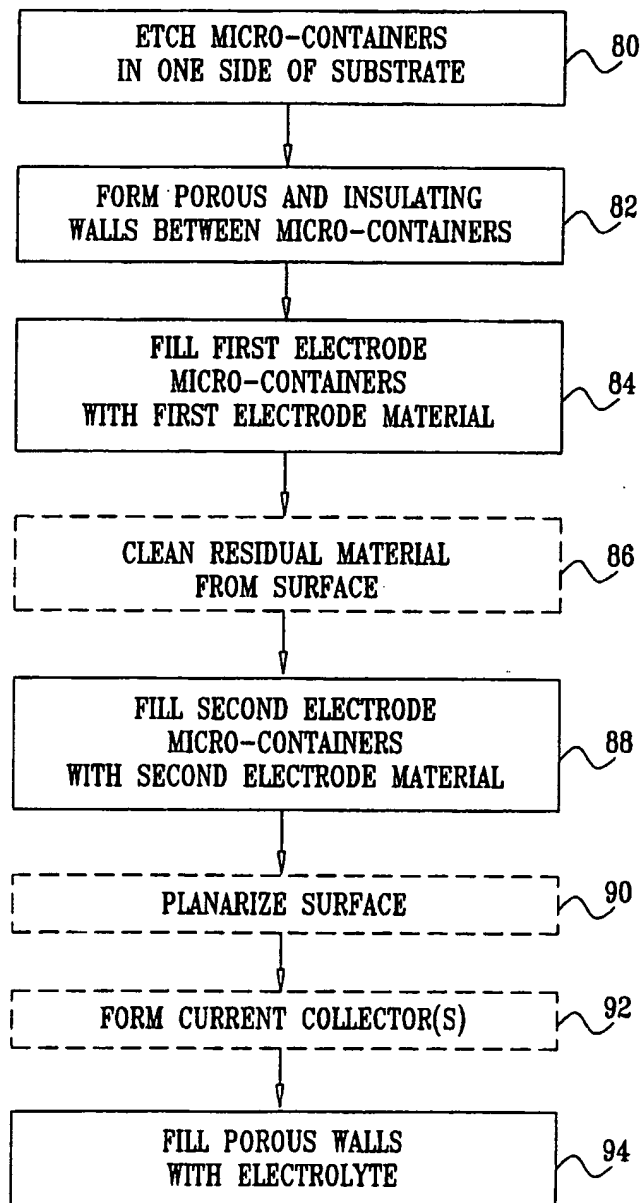 ETCH MICRO-CONTAINERS
IN ONE SIDE OF SUBSTRATE
80
FORM POROUS AND INSULATING
WALLS BETWEEN MICRO-CONTAINERS
82
FILL FIRST ELECTRODE
MICRO-CONTAINERS
WITH FIRST ELECTRODE MATERIAL
84
CLEAN RESIDUAL MATERIAL
FROM SURFACE
86
FILL SECOND ELECTRODE
MICRO-CONTAINERS
WITH SECOND ELECTRODE MATERIAL
88
PLANARIZE SURFACE
90
FORM CURRENT COLLECTOR(S)
92
FILL POROUS WALLS
WITH ELECTROLYTE
94